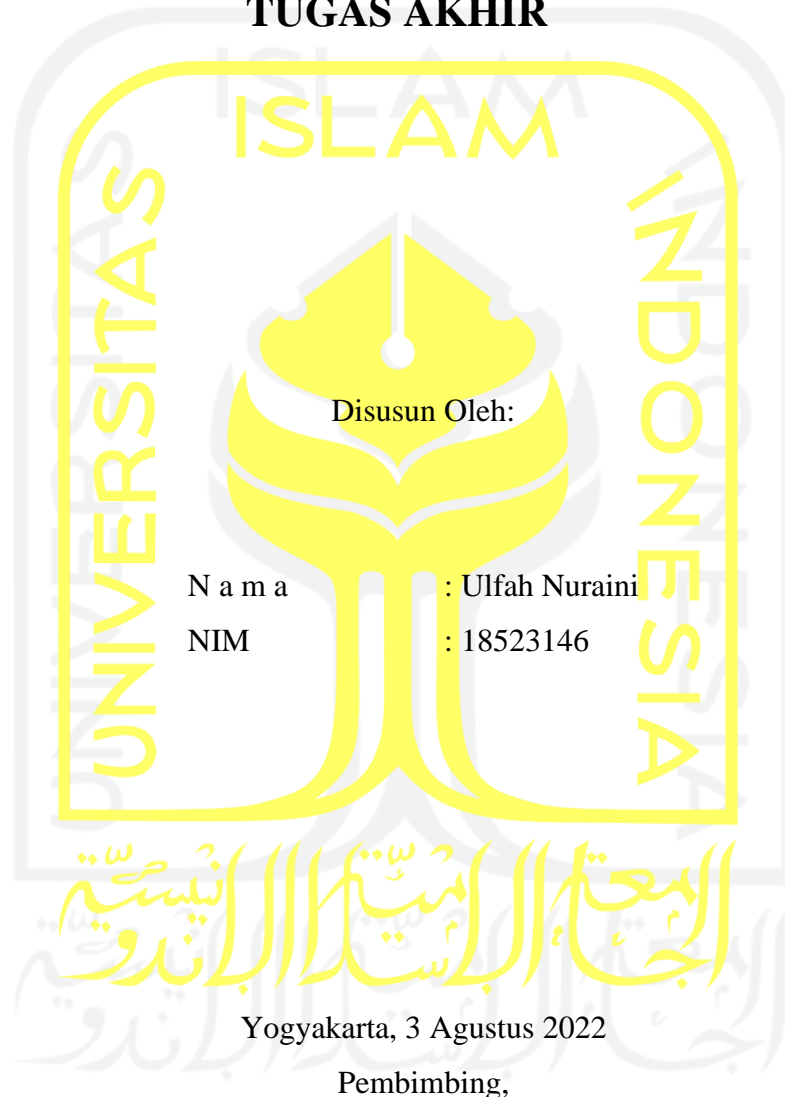 TUGAS AKHIR
ISLAM
UNIVERSITAS
INDONESIA
Disusun Oleh:
N a m a : Ulfah Nuraini
NIM : 18523146
الجامعة الإسلامية الإندونيسية
Yogyakarta, 3 Agustus 2022
Pembimbing,